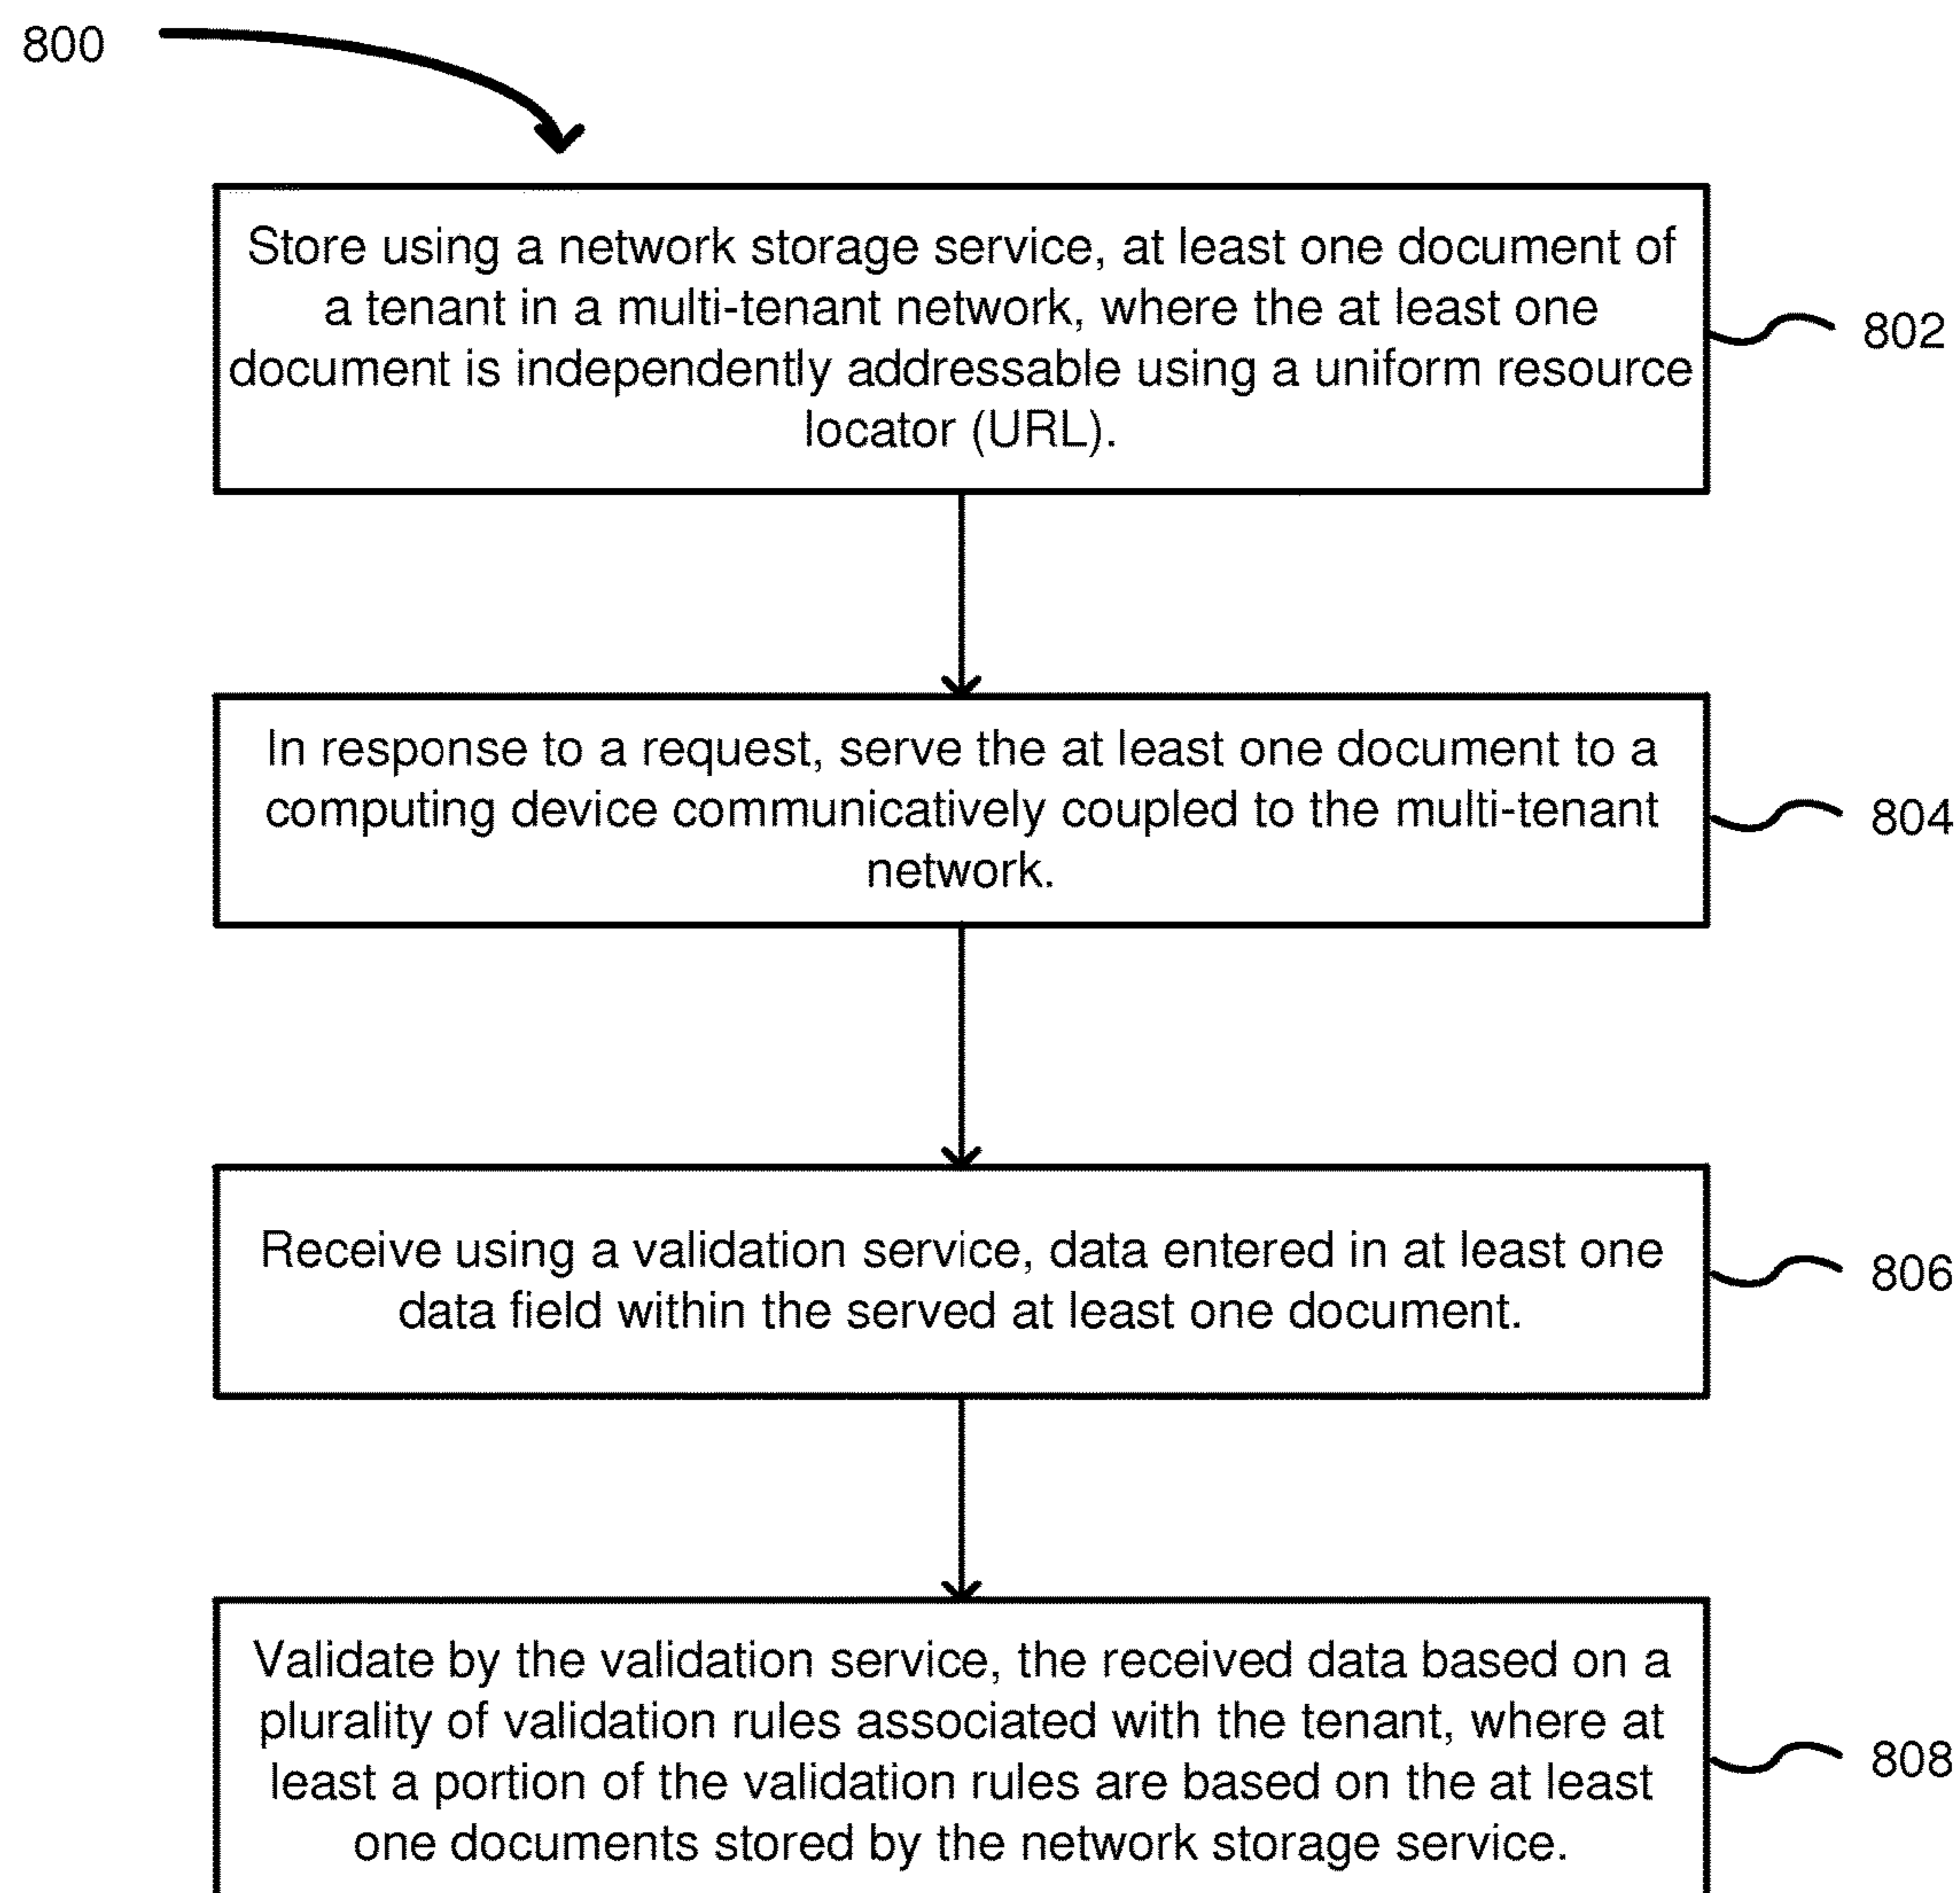 800
Store using a network storage service, at least one document of
a tenant in a multi-tenant network, where the at least one
document is independently addressable using a uniform resource
locator (URL).
802
In response to a request, serve the at least one document to a
computing device communicatively coupled to the multi-tenant
network.
804
Receive using a validation service, data entered in at least one
data field within the served at least one document.
806
Validate by the validation service, the received data based on a
plurality of validation rules associated with the tenant, where at
least a portion of the validation rules are based on the at least
one documents stored by the network storage service.
808